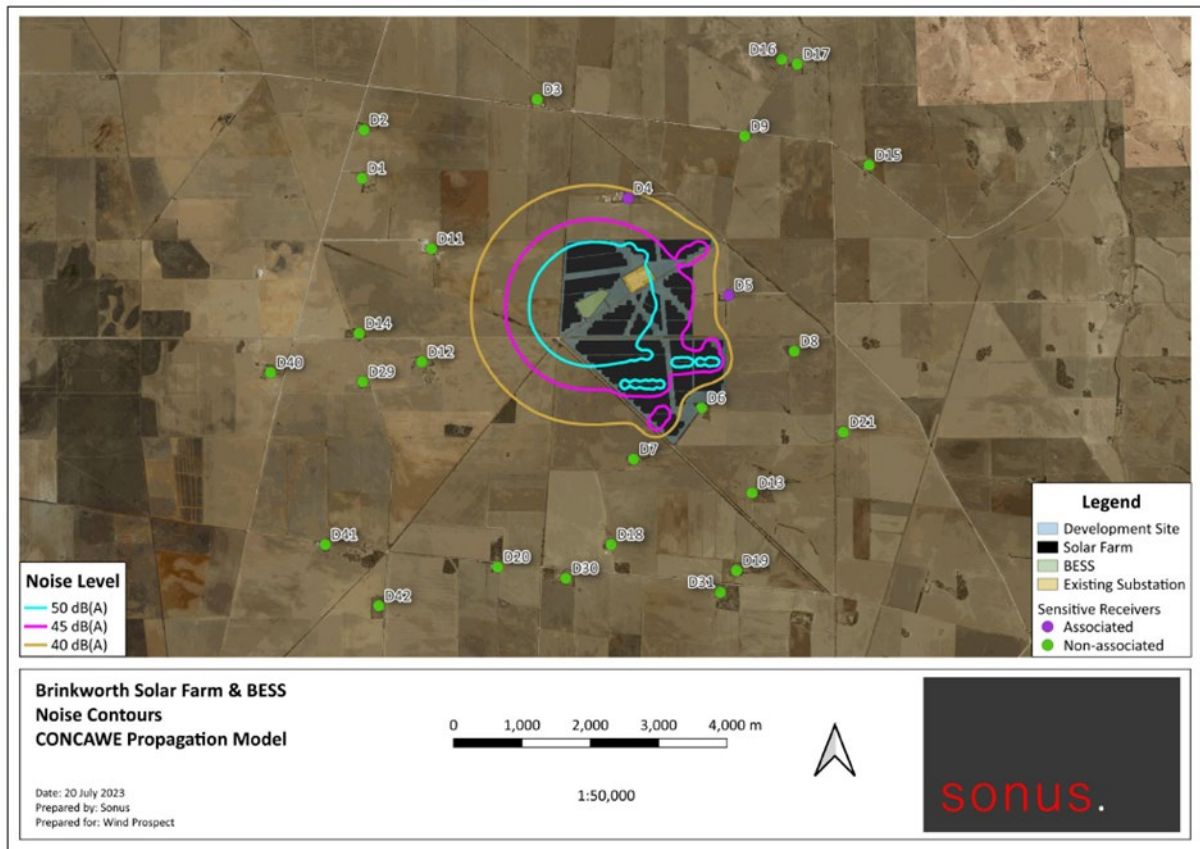 D16
D17
D3
D2
D9
D15
D1
D4
D11
D5
D14
D8
D12
D40
D29
D6
D21
D7
D13
D41
D18
D20
D30
D19
D31
D42
Noise Level
50 dB(A)
45 dB(A)
40 dB(A)
Legend
Development Site
Solar Farm
BESS
Existing Substation
Sensitive Receivers
Associated
Non-associated
Brinkworth Solar Farm & BESS
Noise Contours
CONCAWE Propagation Model
Date: 20 July 2023
Prepared by: Sonus
Prepared for: Wind Prospect
0 1,000 2,000 3,000 4,000 m
1:50,000
sonus.